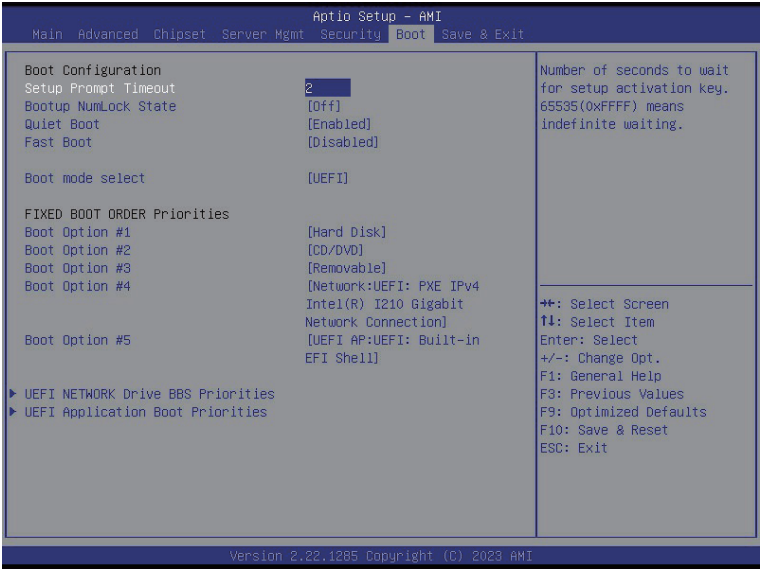 Aptio Setup – AMI
Main Advanced Chipset Server Mgmt Security Boot Save & Exit
Boot Configuration
Setup Prompt Timeout 2
Bootup NumLock State [Off]
Quiet Boot [Enabled]
Fast Boot [Disabled]
Boot mode select [UEFI]
FIXED BOOT ORDER Priorities
Boot Option #1 [Hard Disk]
Boot Option #2 [CD/DVD]
Boot Option #3 [Removable]
Boot Option #4 [Network:UEFI: PXE IPv4
Intel(R) I210 Gigabit
Network Connection]
Boot Option #5 [UEFI AP:UEFI: Built-in
EFI Shell]
UEFI NETWORK Drive BBS Priorities
UEFI Application Boot Priorities
Number of seconds to wait
for setup activation key.
65535(0xFFFF) means
indefinite waiting.
→←: Select Screen
↑↓: Select Item
Enter: Select
+/-: Change Opt.
F1: General Help
F3: Previous Values
F9: Optimized Defaults
F10: Save & Reset
ESC: Exit
Version 2.22.1285 Copyright (C) 2023 AMI